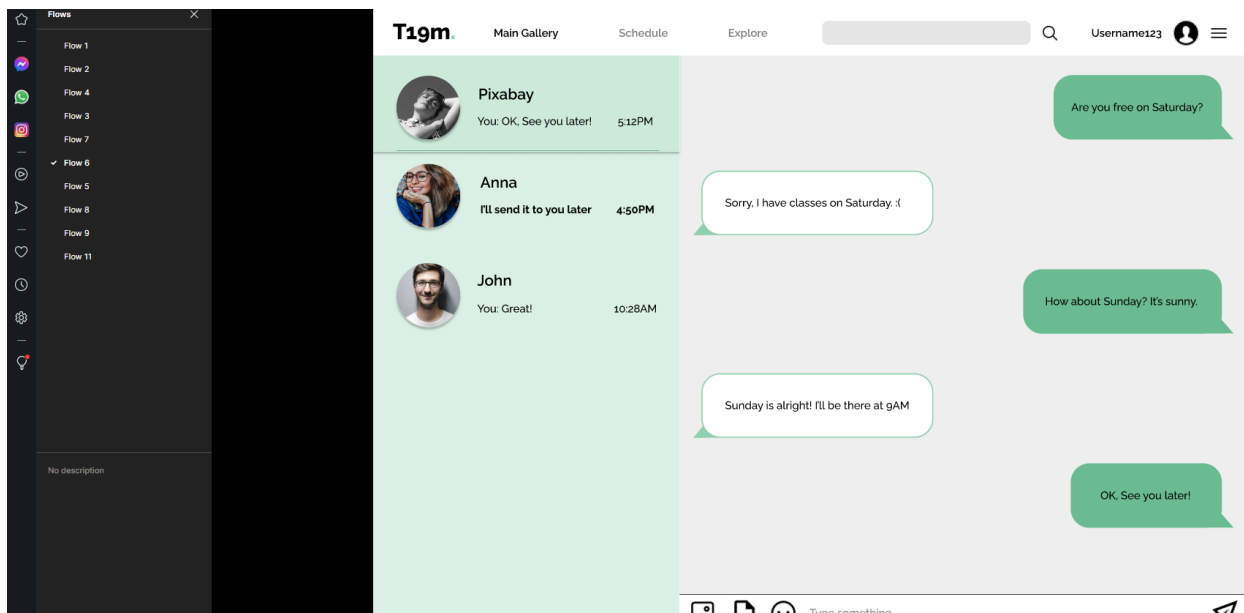 Flows
Flow 1
Flow 2
Flow 4
Flow 3
Flow 7
Flow 6
Flow 5
Flow 8
Flow 9
Flow 11
No description
T19m.
Main Gallery
Schedule
Explore
Username123
Pixabay
You: OK, See you later! 5:12PM
Anna
I'll send it to you later 4:50PM
John
You: Great! 10:28AM
Are you free on Saturday?
Sorry, I have classes on Saturday. :(
How about Sunday? It's sunny.
Sunday is alright! I'll be there at 9AM
OK, See you later!
Type something